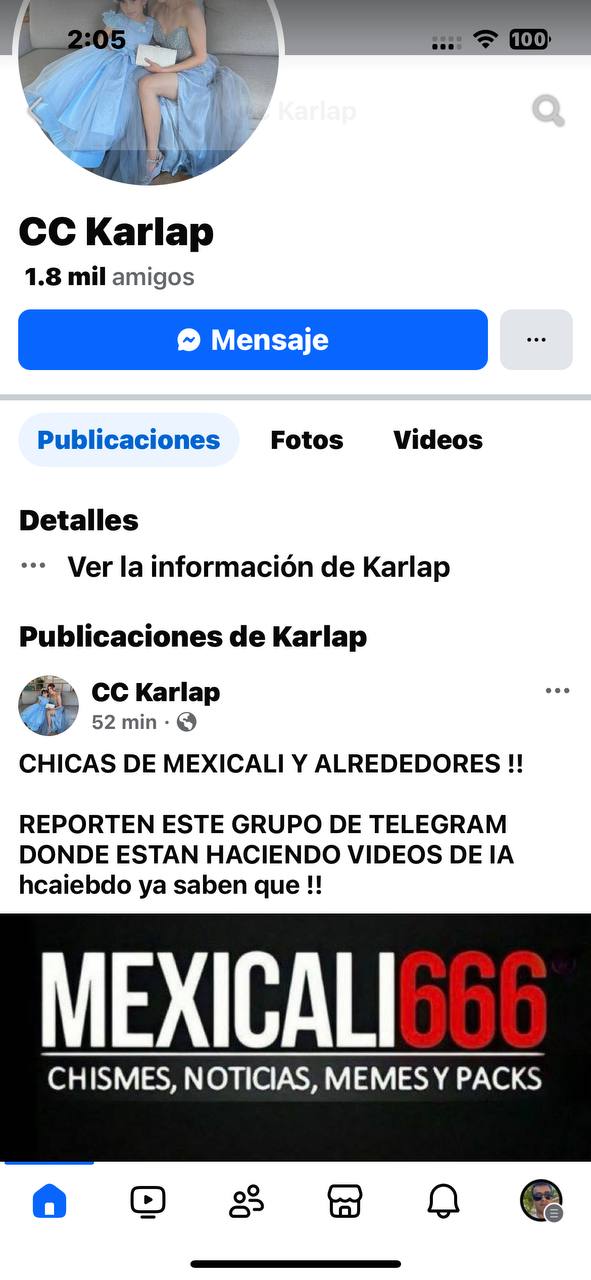 2:05
100
Karlap
CC Karlap
1.8 mil amigos
Mensaje
Publicaciones
Fotos
Videos
Detalles
Ver la información de Karlap
Publicaciones de Karlap
CC Karlap
52 min ·
CHICAS DE MEXICALI Y ALREDEDORES !!
REPORTEN ESTE GRUPO DE TELEGRAM
DONDE ESTAN HACIENDO VIDEOS DE IA
hcaiebdo ya saben que !!
MEXICALI666
CHISMES, NOTICIAS, MEMES Y PACKS